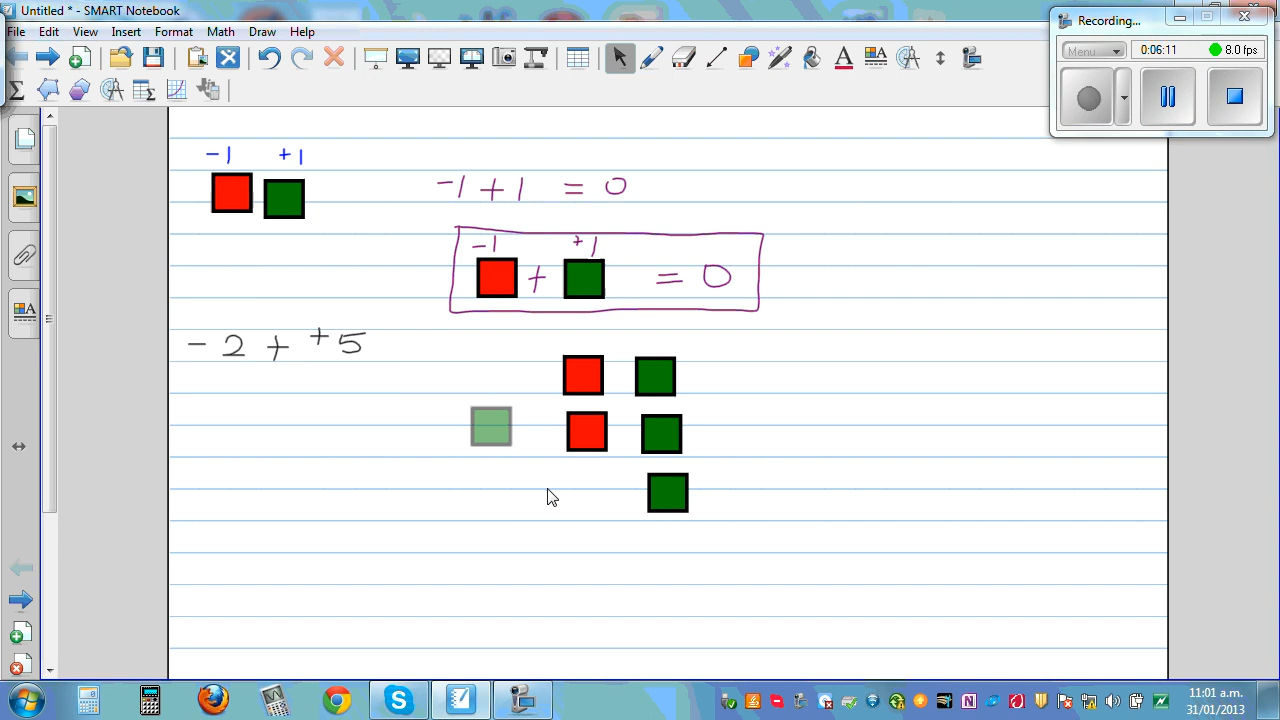 Untitled * - SMART Notebook
File Edit View Insert Format Math Draw Help
Recording...
Menu 0:06:11 8.0 fps
-1 +1
-1 + 1 = 0
-1 +1
+ = 0
- 2 + +5
11:01 a.m.
31/01/2013